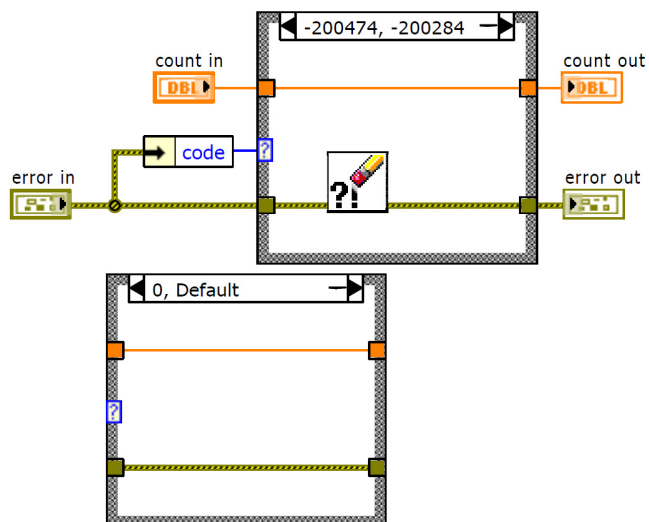 -200474, -200284
count in
count out
DBL
DBL
code
?
error in
error out
?!
0, Default
?